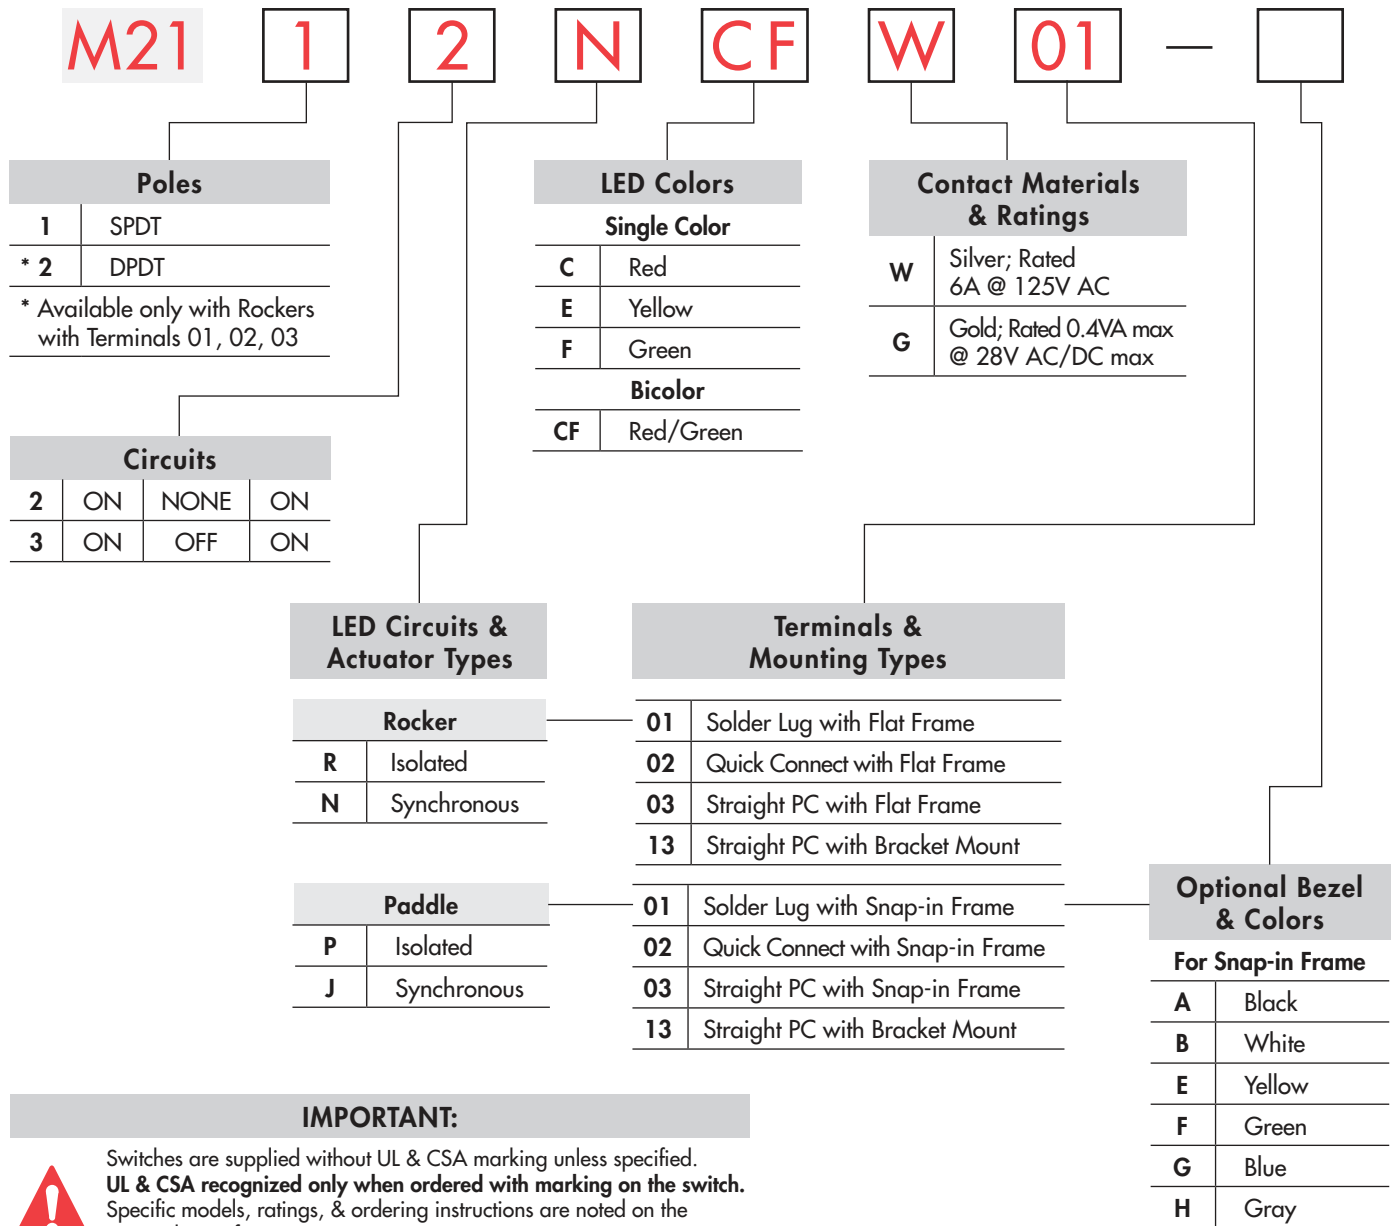 M21 1 2 N CF W 01 —
Poles
1 SPDT
* 2 DPDT
* Available only with Rockers
with Terminals 01, 02, 03
LED Colors
Single Color
C Red
E Yellow
F Green
Bicolor
CF Red/Green
Contact Materials
& Ratings
W Silver; Rated
6A @ 125V AC
G Gold; Rated 0.4VA max
@ 28V AC/DC max
Circuits
2 ON NONE ON
3 ON OFF ON
LED Circuits &
Actuator Types
Rocker
R Isolated
N Synchronous
Paddle
P Isolated
J Synchronous
Terminals &
Mounting Types
01 Solder Lug with Flat Frame
02 Quick Connect with Flat Frame
03 Straight PC with Flat Frame
13 Straight PC with Bracket Mount
01 Solder Lug with Snap-in Frame
02 Quick Connect with Snap-in Frame
03 Straight PC with Snap-in Frame
13 Straight PC with Bracket Mount
Optional Bezel
& Colors
For Snap-in Frame
A Black
B White
E Yellow
F Green
G Blue
H Gray
IMPORTANT:
Switches are supplied without UL & CSA marking unless specified.
UL & CSA recognized only when ordered with marking on the switch.
Specific models, ratings, & ordering instructions are noted on the